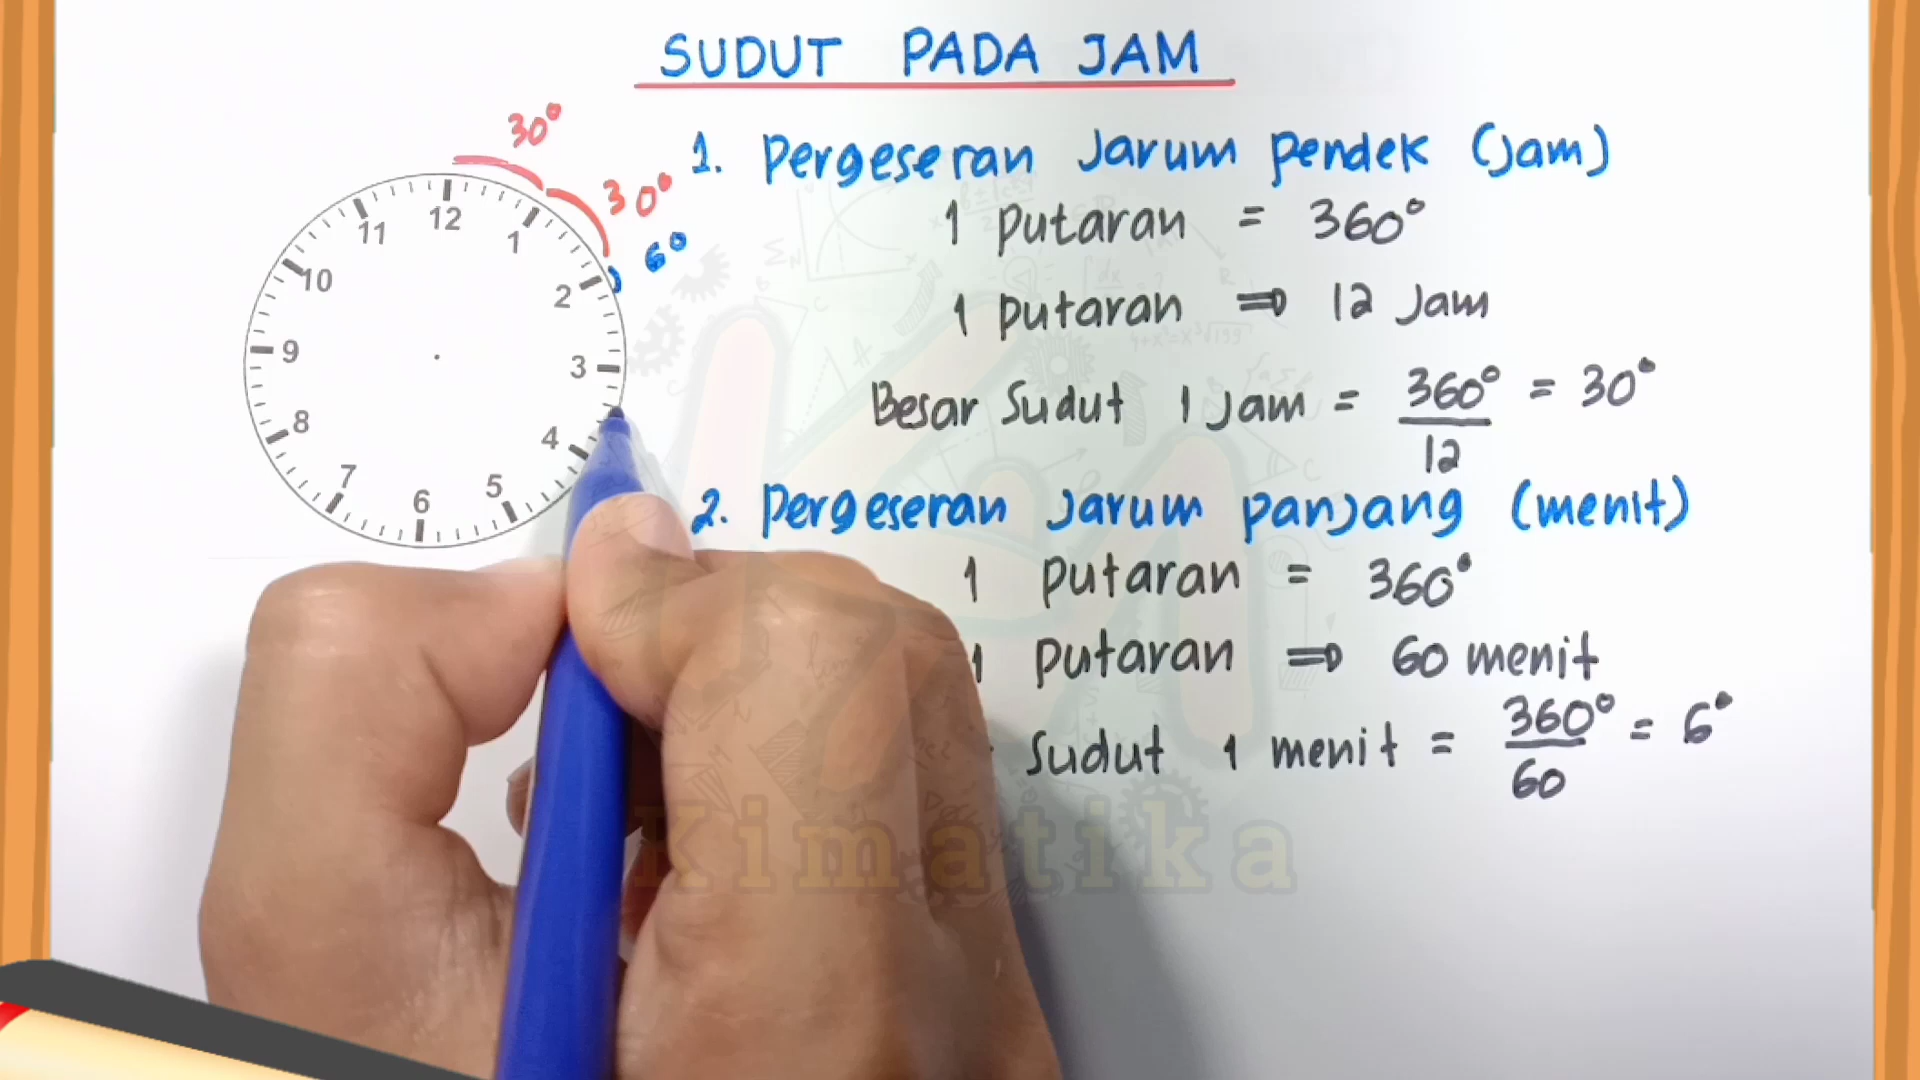 SUDUT PADA JAM
30°
30°
6°
12
1
2
3
4
5
6
7
8
9
10
11
1. Pergeseran Jarum pendek (jam)
1 putaran = 360°
1 putaran ⇒ 12 Jam
Besar Sudut 1 jam = 360°/12 = 30°
2. Pergeseran Jarum panjang (menit)
1 putaran = 360°
1 putaran ⇒ 60 menit
Sudut 1 menit = 360°/60 = 6°
Kimatika